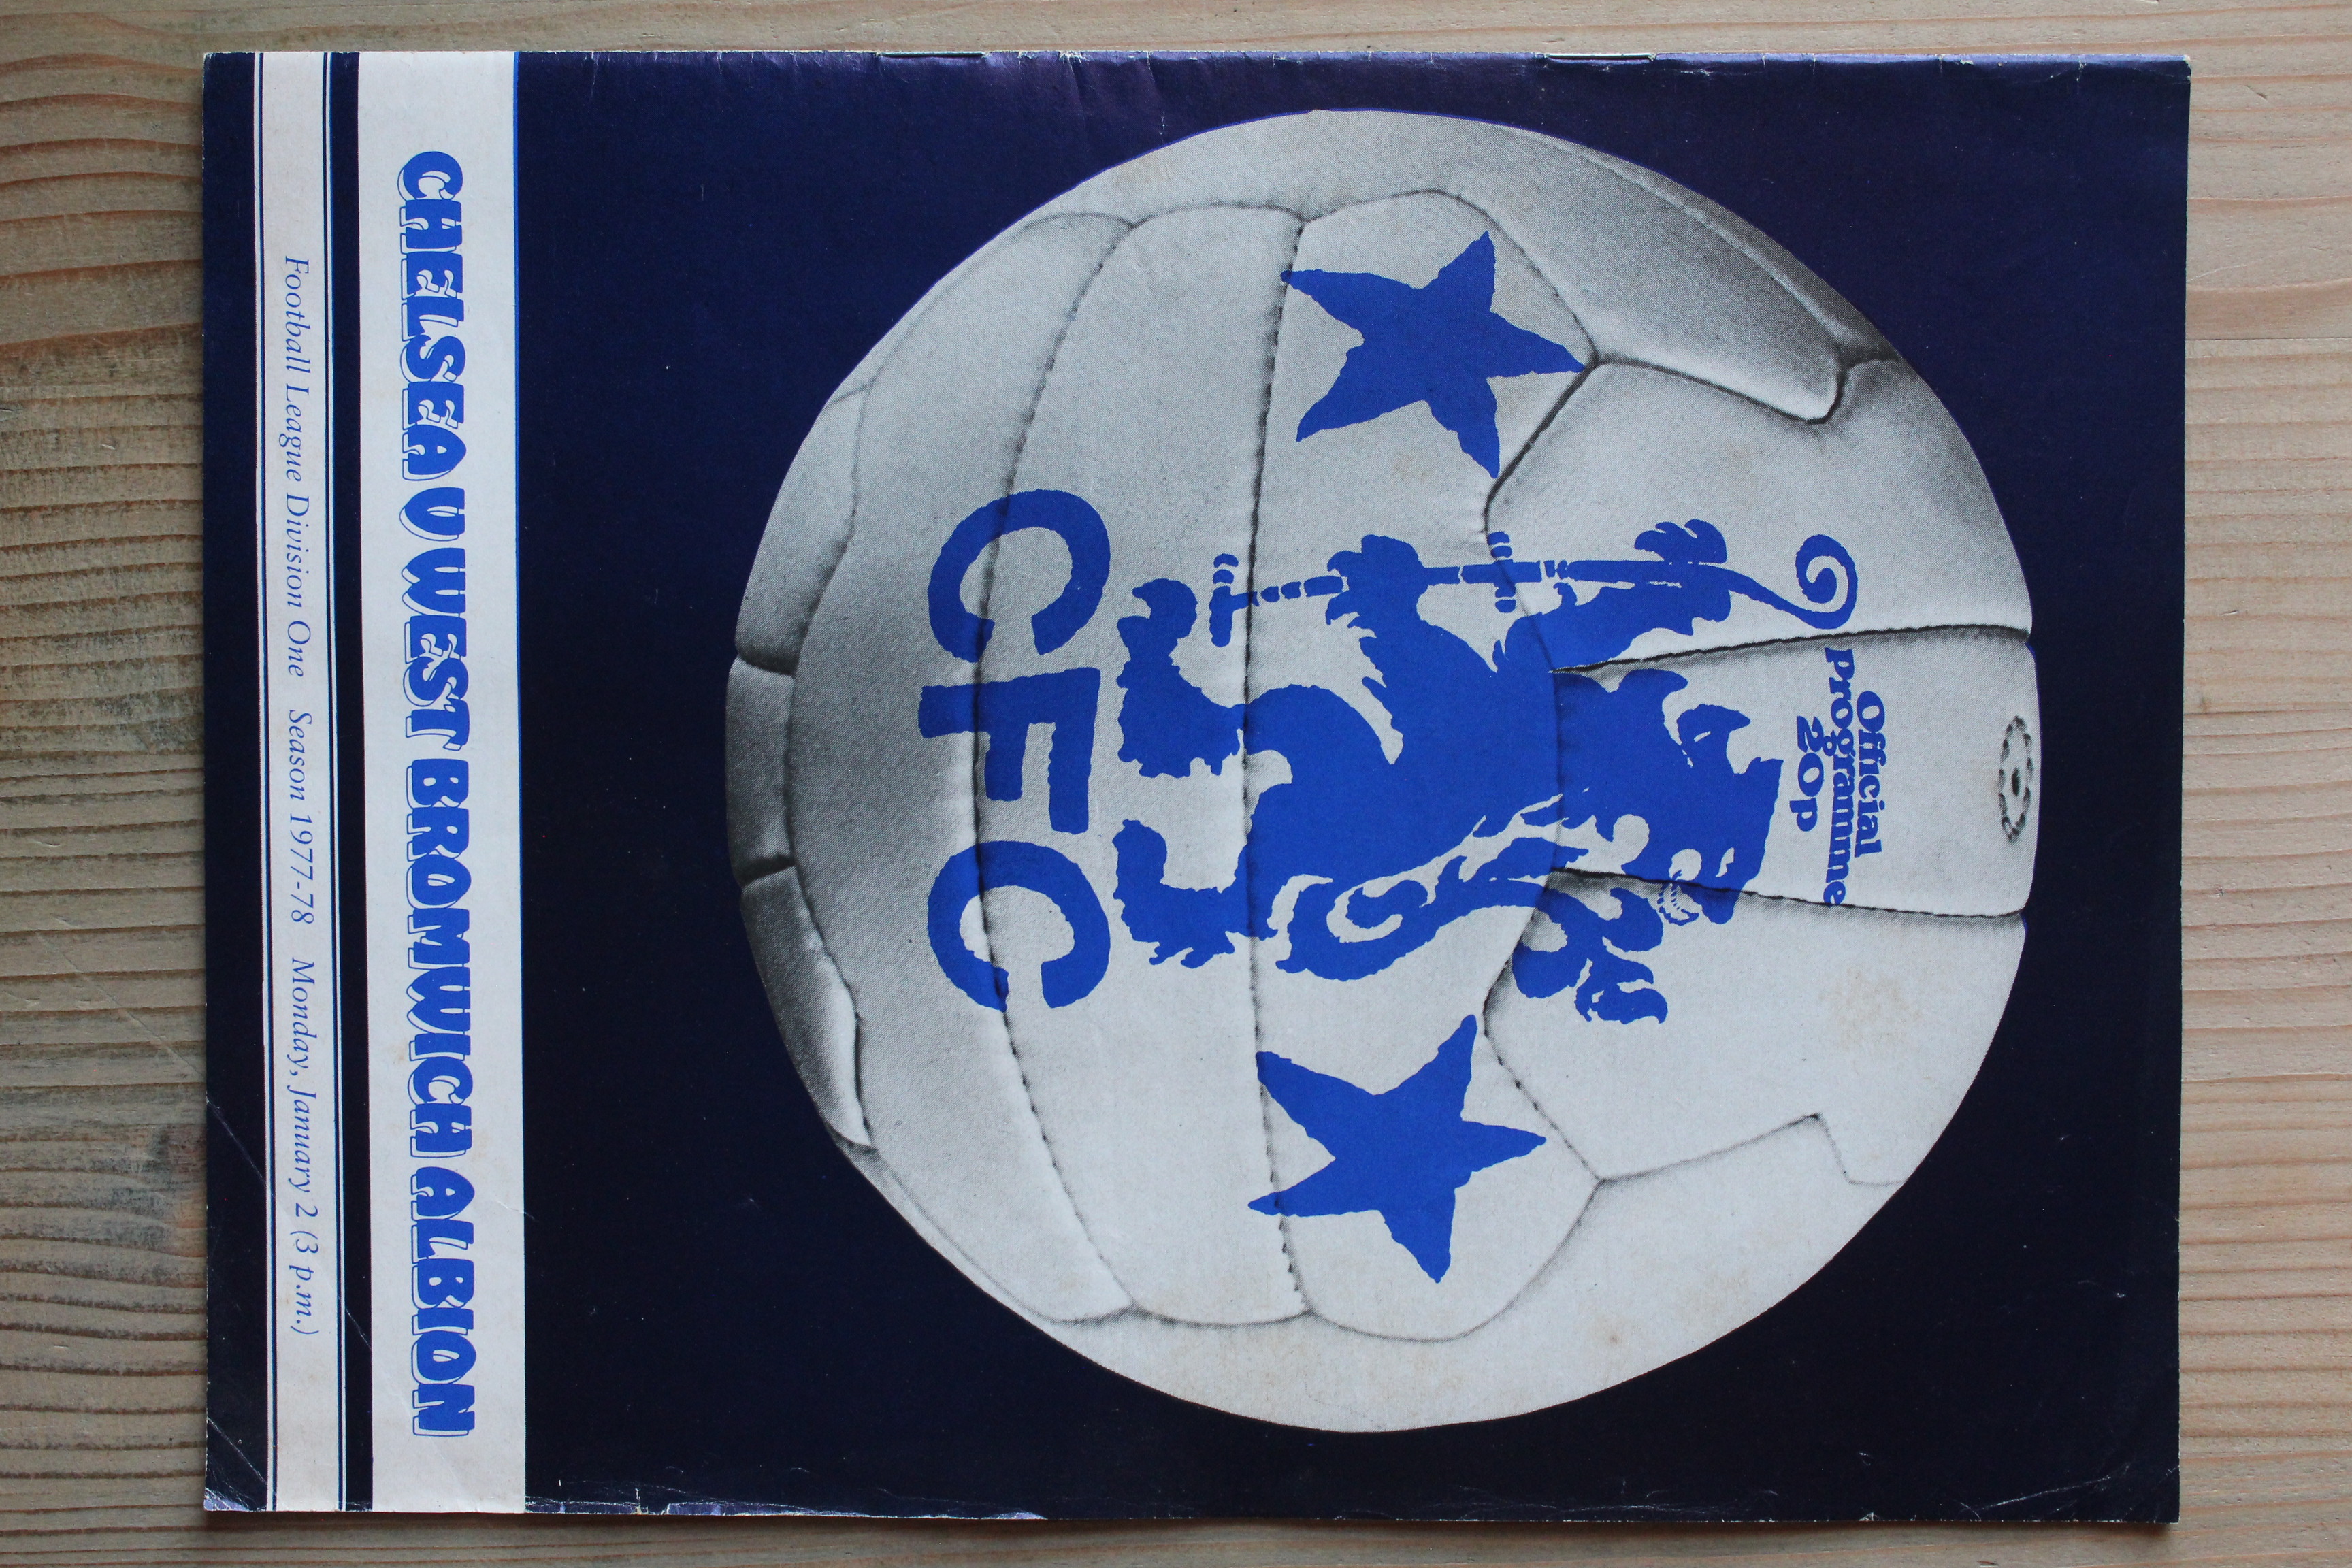 Official
Programme
20p
CFC
CHELSEA V WEST BROMWICH ALBION
Football League Division One Season 1977-78 Monday, January 2 (3 p.m.)